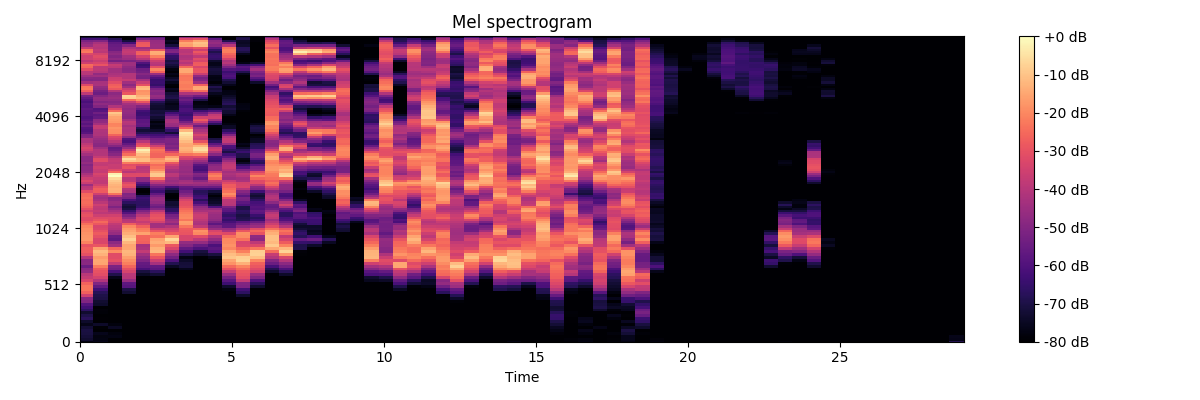 Mel spectrogram
Hz
8192
4096
2048
1024
512
0
0 5 10 15 20 25
Time
+0 dB
-10 dB
-20 dB
-30 dB
-40 dB
-50 dB
-60 dB
-70 dB
-80 dB